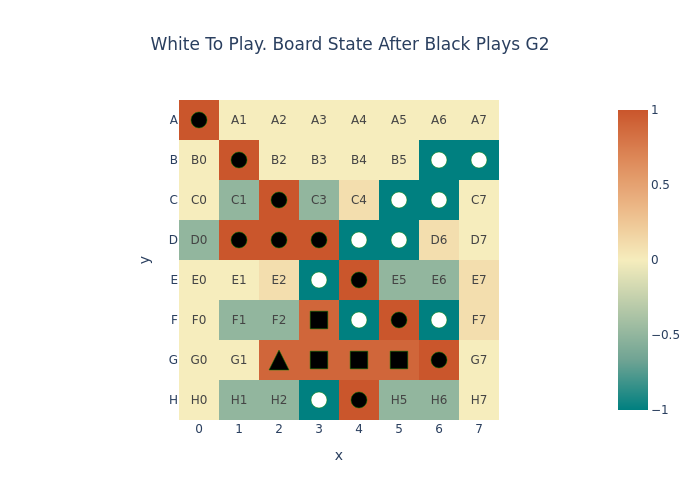 White To Play. Board State After Black Plays G2
A A1 A2 A3 A4 A5 A6 A7 1
B B0 B2 B3 B4 B5
C C0 C1 C3 C4 C7 0.5
D D0 D6 D7
y E E0 E1 E2 E5 E6 E7 0
F F0 F1 F2 F7 −0.5
G G0 G1 G7
H H0 H1 H2 H5 H6 H7 −1
0 1 2 3 4 5 6 7
x